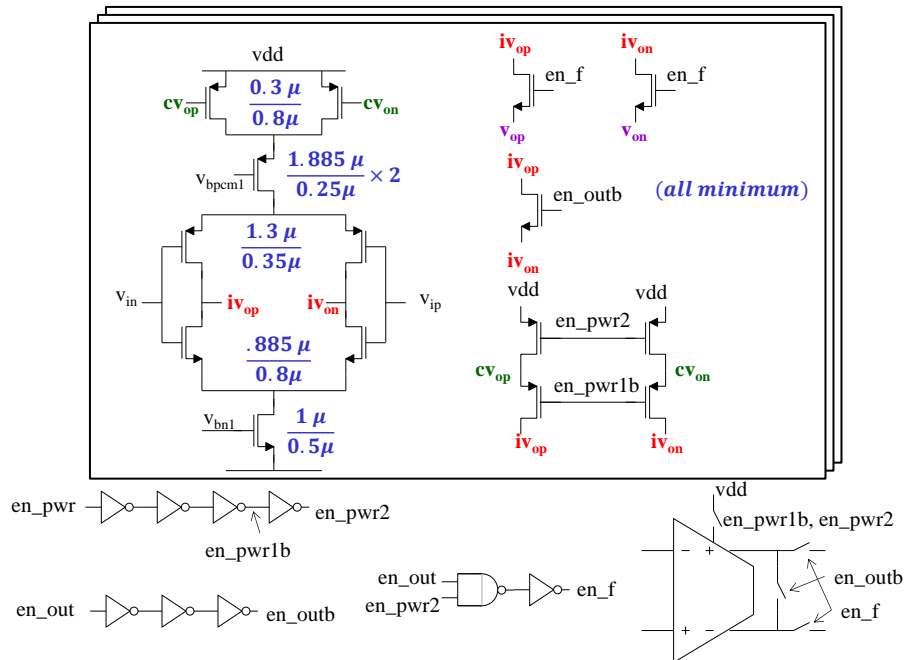 vdd
cv_op
0.3 μ
0.8μ
cv_on
v_bpcm1
1.885 μ
0.25μ
× 2
1.3 μ
0.35μ
v_in
iv_op
iv_on
v_ip
.885 μ
0.8μ
v_bn1
1 μ
0.5μ
iv_op
iv_on
en_f
en_f
v_op
v_on
iv_op
en_outb
(all minimum)
iv_on
vdd
vdd
en_pwr2
cv_op
cv_on
en_pwr1b
iv_op
iv_on
en_pwr
en_pwr2
en_pwr1b
en_out
en_outb
en_out
en_pwr2
en_f
vdd
en_pwr1b, en_pwr2
− +
en_outb
en_f
+ −